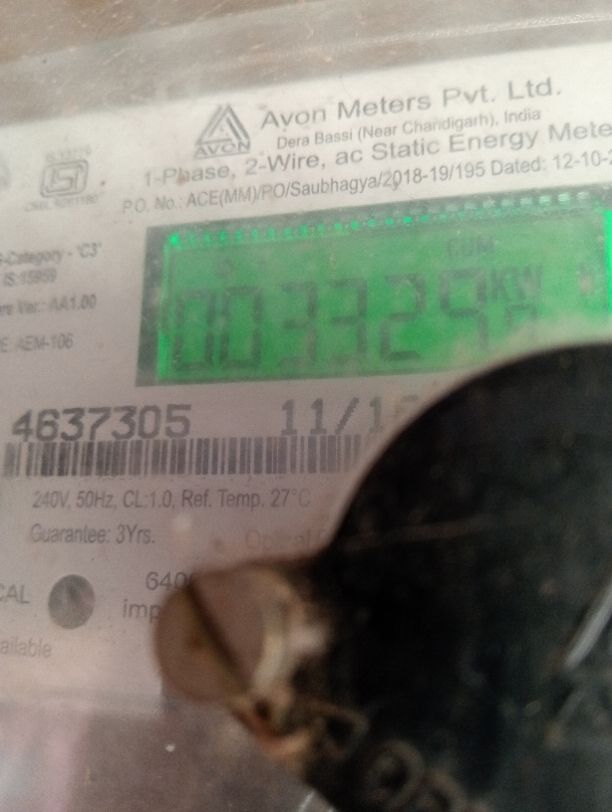 Avon Meters Pvt. Ltd.
AVON
Dera Bassi (Near Chandigarh), India
1-Phase, 2-Wire, ac Static Energy Mete
P.O. No.: ACE(MM)/PO/Saubhagya/2018-19/195 Dated: 12-10-2
-Category - 'C3'
IS:15959
Ver.: AA1.00
AEM-106
CUM
003329
KW
4637305
11/1
240V, 50Hz, CL:1.0, Ref. Temp. 27°C
Guarantee: 3Yrs.
CAL
640
imp
ailable